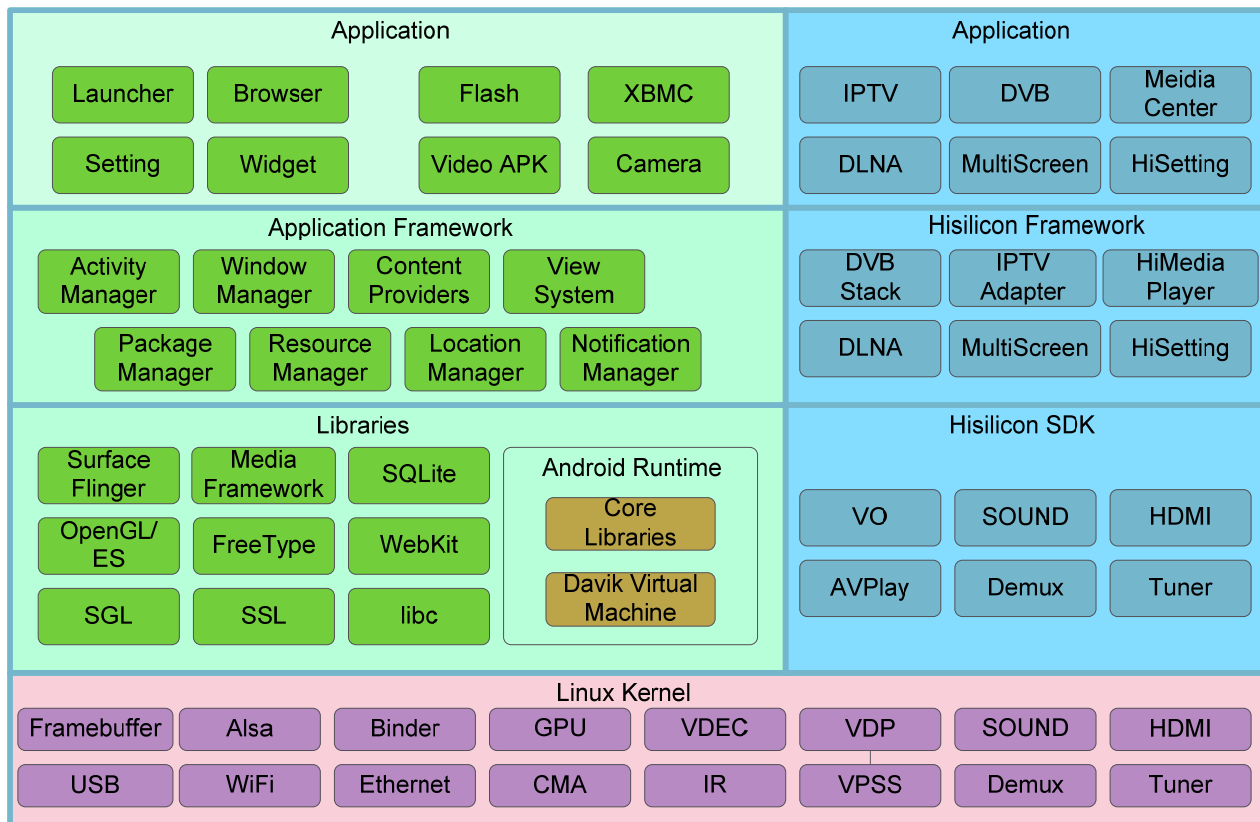 Application
Launcher
Browser
Flash
XBMC
Setting
Widget
Video APK
Camera
Application
IPTV
DVB
Meidia
Center
DLNA
MultiScreen
HiSetting
Application Framework
Activity
Manager
Window
Manager
Content
Providers
View
System
Package
Manager
Resource
Manager
Location
Manager
Notification
Manager
Hisilicon Framework
DVB
Stack
IPTV
Adapter
HiMedia
Player
DLNA
MultiScreen
HiSetting
Libraries
Surface
Flinger
Media
Framework
SQLite
OpenGL/
ES
FreeType
WebKit
SGL
SSL
libc
Android Runtime
Core
Libraries
Davik Virtual
Machine
Hisilicon SDK
VO
SOUND
HDMI
AVPlay
Demux
Tuner
Linux Kernel
Framebuffer
Alsa
Binder
GPU
VDEC
VDP
SOUND
HDMI
USB
WiFi
Ethernet
CMA
IR
VPSS
Demux
Tuner